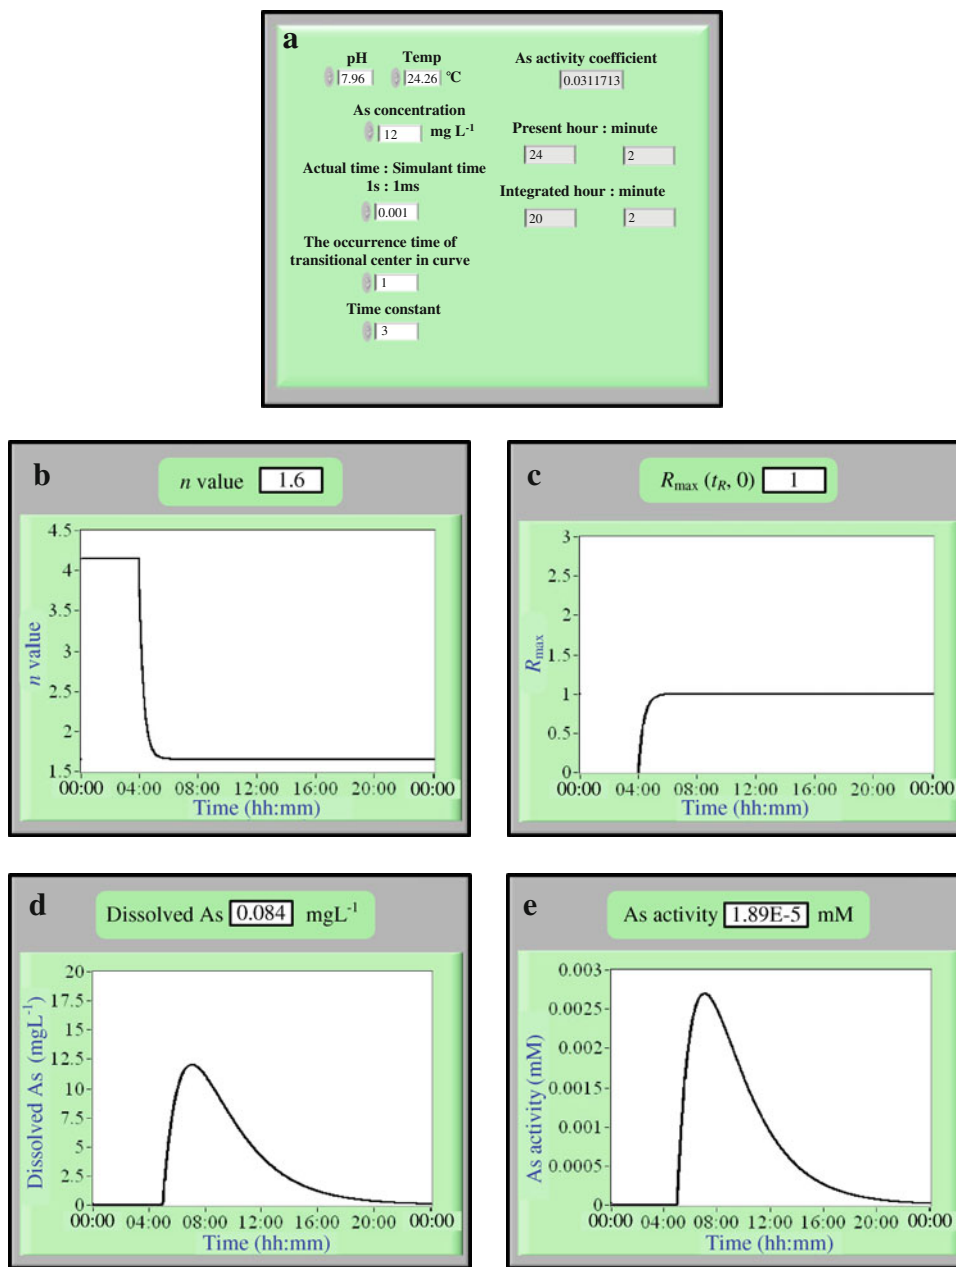 a
pH Temp
7.96 24.26 °C
As concentration
12 mg L-1
Actual time : Simulant time
1s : 1ms
0.001
The occurrence time of
transitional center in curve
1
Time constant
3
As activity coefficient
0.0311713
Present hour : minute
24 2
Integrated hour : minute
20 2
b
n value 1.6
n value
4.5
4
3.5
3
2.5
2
1.5
00:00 04:00 08:00 12:00 16:00 20:00 00:00
Time (hh:mm)
c
Rmax (tR, 0) 1
Rmax
3
2.5
2
1.5
1
0.5
0
00:00 04:00 08:00 12:00 16:00 20:00 00:00
Time (hh:mm)
d
Dissolved As 0.084 mgL-1
Dissolved As (mgL-1)
20
17.5
15
12.5
10
7.5
5
2.5
0
00:00 04:00 08:00 12:00 16:00 20:00 00:00
Time (hh:mm)
e
As activity 1.89E-5 mM
As activity (mM)
0.003
0.0025
0.002
0.0015
0.001
0.0005
0
00:00 04:00 08:00 12:00 16:00 20:00 00:00
Time (hh:mm)